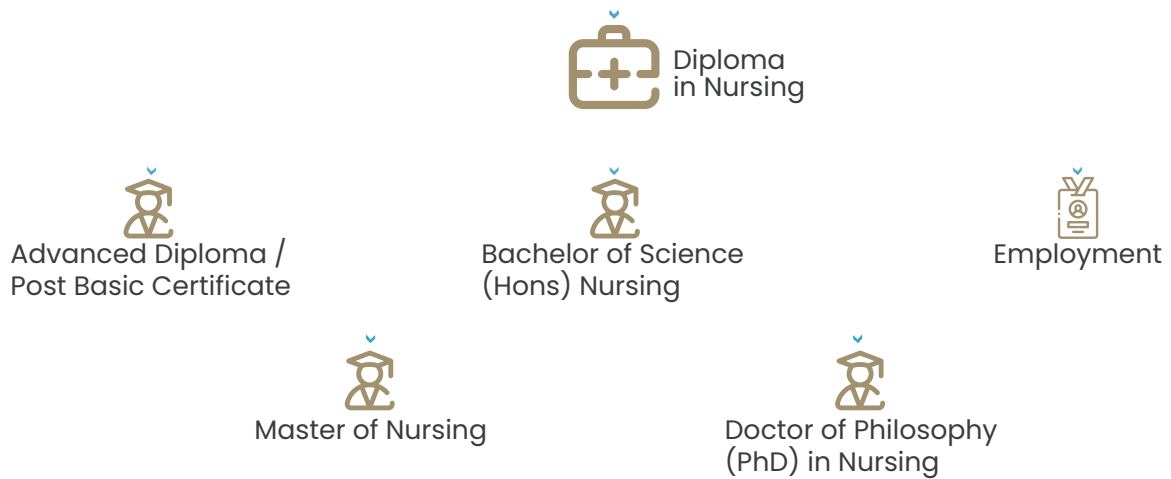 Diploma
in Nursing
Advanced Diploma /
Post Basic Certificate
Bachelor of Science
(Hons) Nursing
Employment
Master of Nursing
Doctor of Philosophy
(PhD) in Nursing